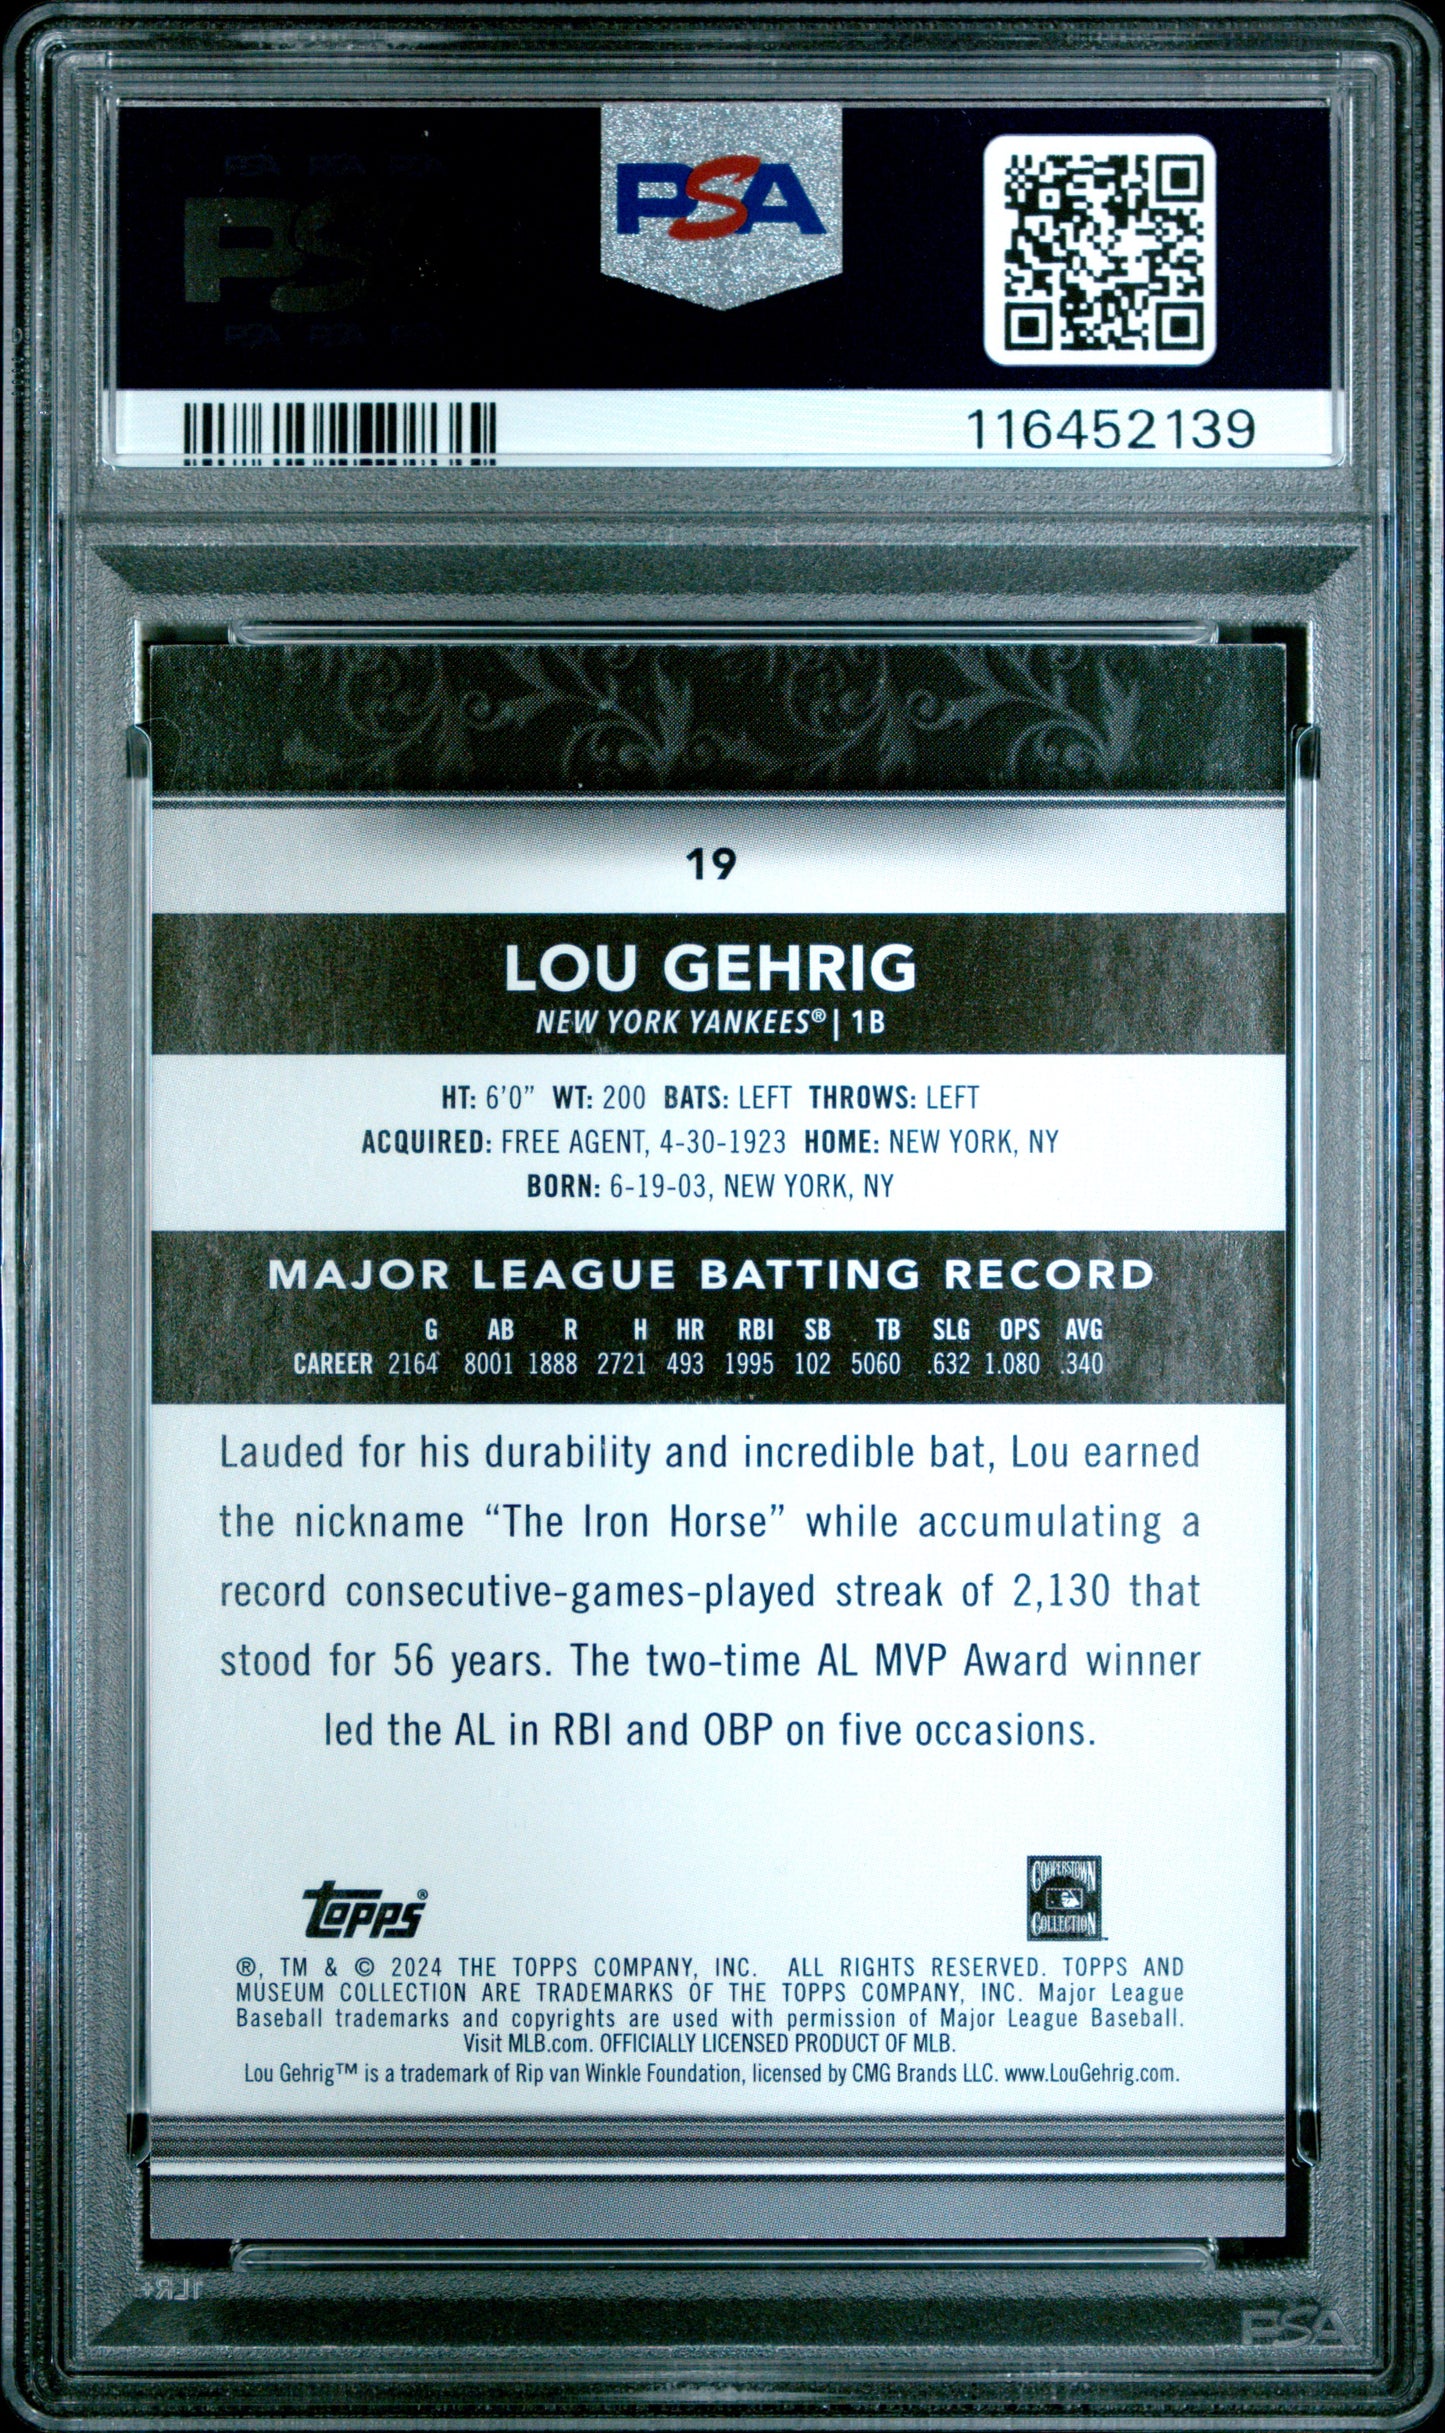 PSA
116452139
19
LOU GEHRIG
NEW YORK YANKEES® | 1B
HT: 6'0" WT: 200 BATS: LEFT THROWS: LEFT
ACQUIRED: FREE AGENT, 4-30-1923 HOME: NEW YORK, NY
BORN: 6-19-03, NEW YORK, NY
MAJOR LEAGUE BATTING RECORD
G AB R H HR RBI SB TB SLG OPS AVG
CAREER 2164 8001 1888 2721 493 1995 102 5060 .632 1.080 .340
Lauded for his durability and incredible bat, Lou earned
the nickname “The Iron Horse” while accumulating a
record consecutive-games-played streak of 2,130 that
stood for 56 years. The two-time AL MVP Award winner
led the AL in RBI and OBP on five occasions.
Topps®
COOPERSTOWN
COLLECTION
®, TM & © 2024 THE TOPPS COMPANY, INC. ALL RIGHTS RESERVED. TOPPS AND
MUSEUM COLLECTION ARE TRADEMARKS OF THE TOPPS COMPANY, INC. Major League
Baseball trademarks and copyrights are used with permission of Major League Baseball.
Visit MLB.com. OFFICIALLY LICENSED PRODUCT OF MLB.
Lou Gehrig™ is a trademark of Rip van Winkle Foundation, licensed by CMG Brands LLC. www.LouGehrig.com.
PSA